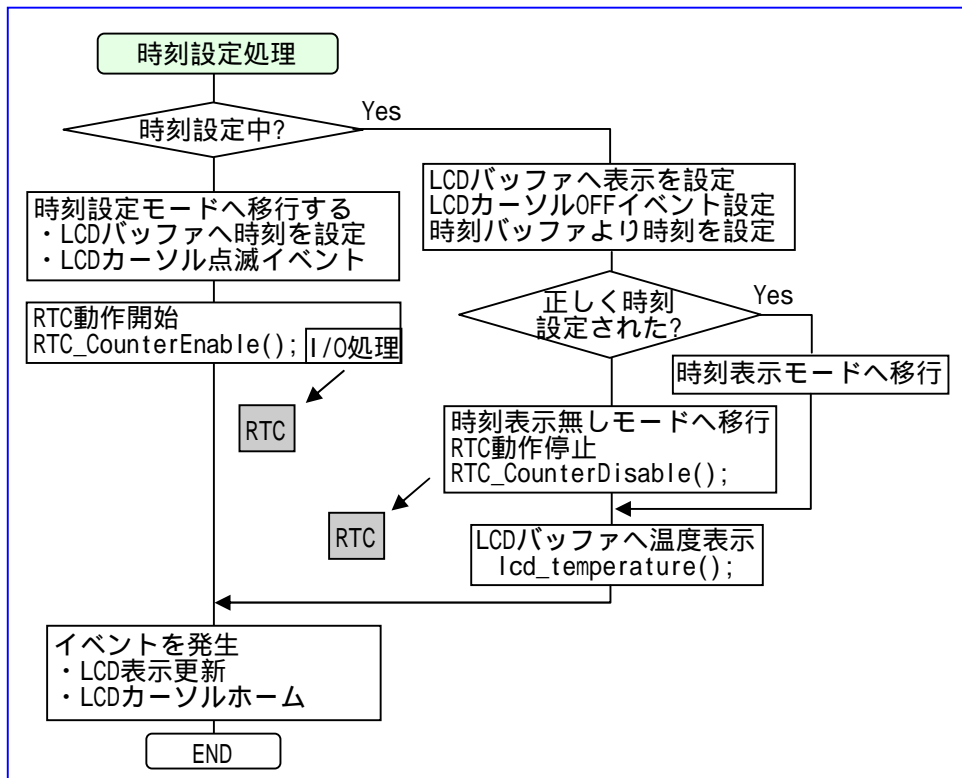 時刻設定処理
時刻設定中?
Yes
時刻設定モードへ移行する
・LCDバッファへ時刻を設定
・LCDカーソル点滅イベント
RTC動作開始
RTC_CounterEnable();
I/O処理
RTC
LCDバッファへ表示を設定
LCDカーソルOFFイベント設定
時刻バッファより時刻を設定
正しく時刻
設定された?
Yes
時刻表示モードへ移行
時刻表示無しモードへ移行
RTC動作停止
RTC_CounterDisable();
RTC
LCDバッファへ温度表示
lcd_temperature();
イベントを発生
・LCD表示更新
・LCDカーソルホーム
END